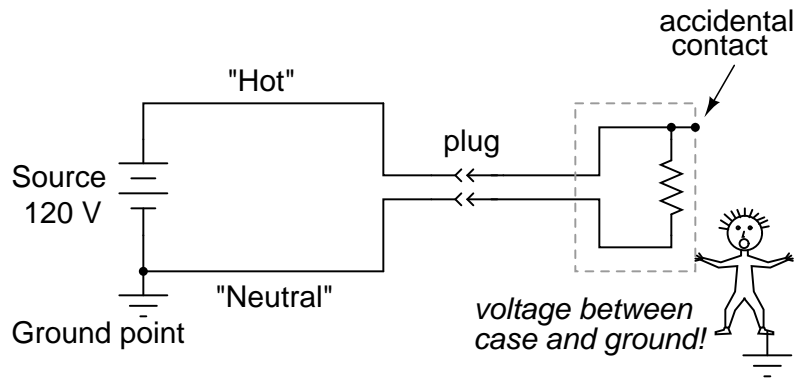 accidental
contact
"Hot"
plug
Source
120 V
"Neutral"
Ground point
voltage between
case and ground!